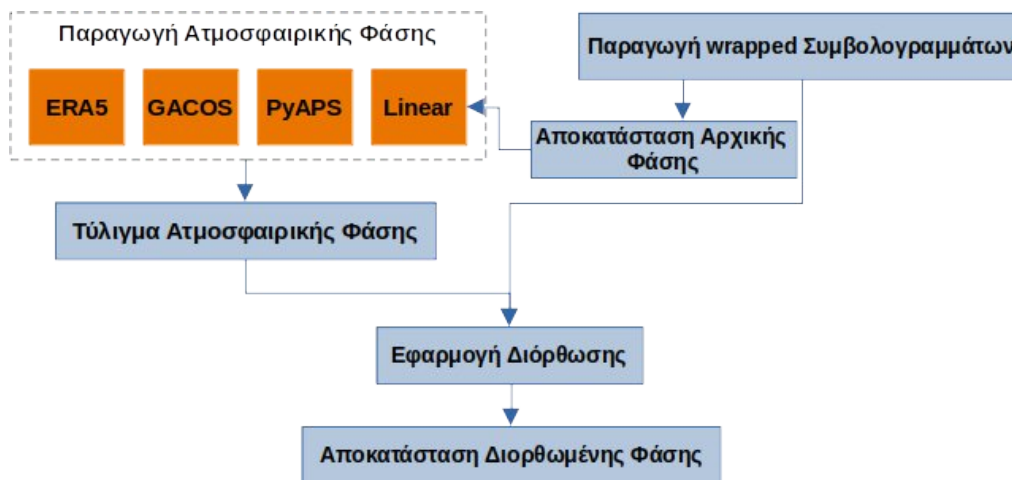 Παραγωγή Ατμοσφαιρικής Φάσης
ERA5
GACOS
PyAPS
Linear
Παραγωγή wrapped Συμβολογραμμάτων
Αποκατάσταση Αρχικής
Φάσης
Τύλιγμα Ατμοσφαιρικής Φάσης
Εφαρμογή Διόρθωσης
Αποκατάσταση Διορθωμένης Φάσης